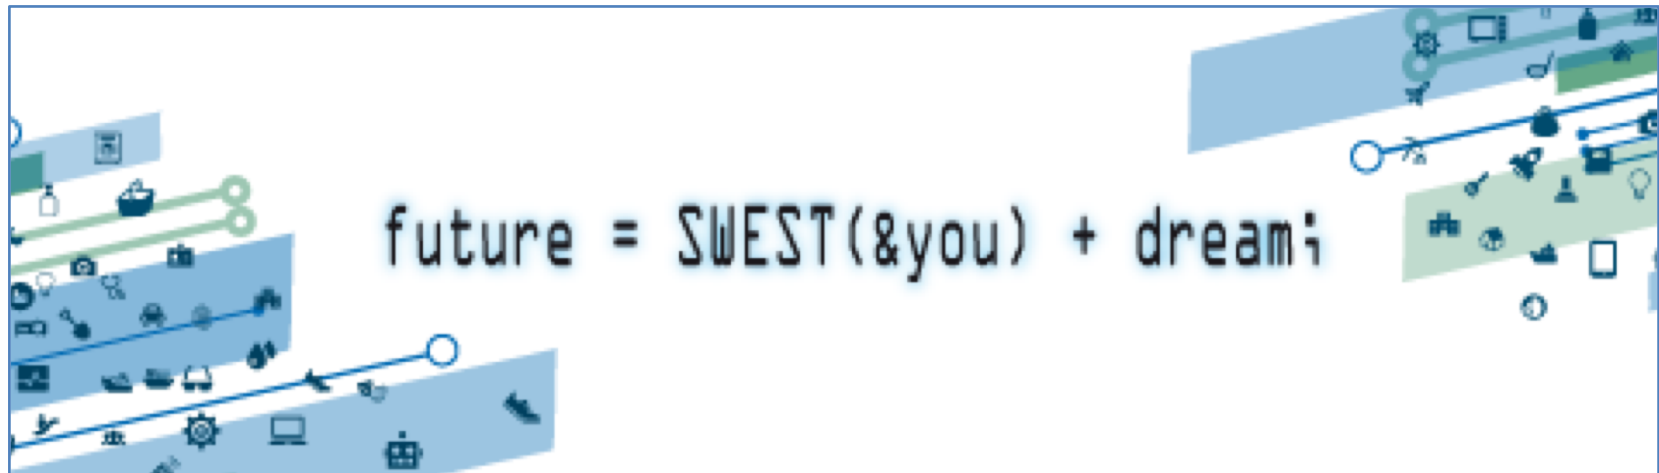 future = SWEST(&you) + dream;